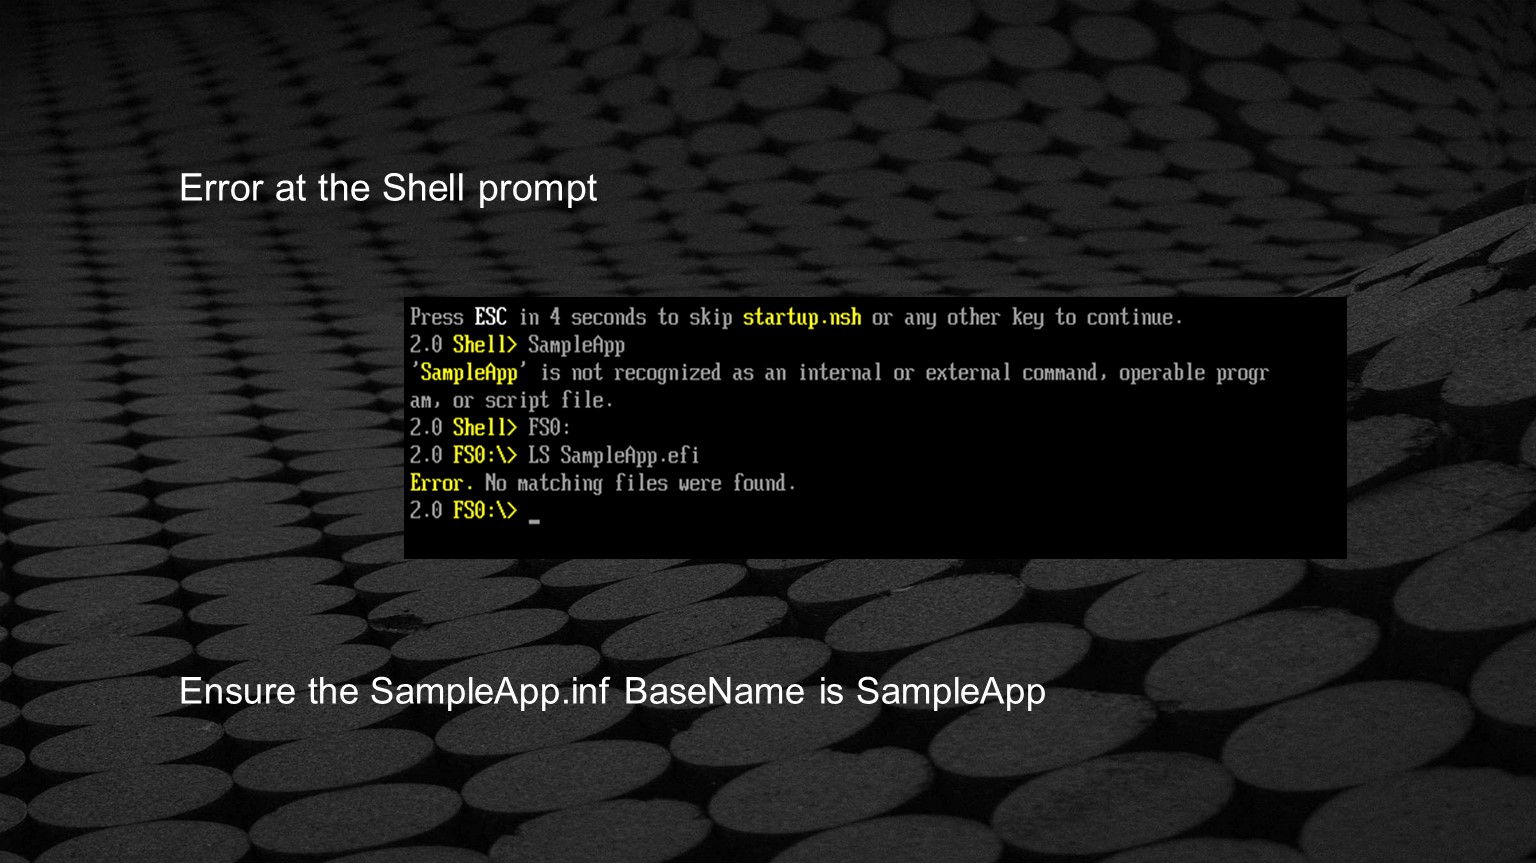 Error at the Shell prompt
Press ESC in 4 seconds to skip startup.nsh or any other key to continue.
2.0 Shell> SampleApp
'SampleApp' is not recognized as an internal or external command, operable progr
am, or script file.
2.0 Shell> FS0:
2.0 FS0:\> LS SampleApp.efi
Error. No matching files were found.
2.0 FS0:\> _
Ensure the SampleApp.inf BaseName is SampleApp